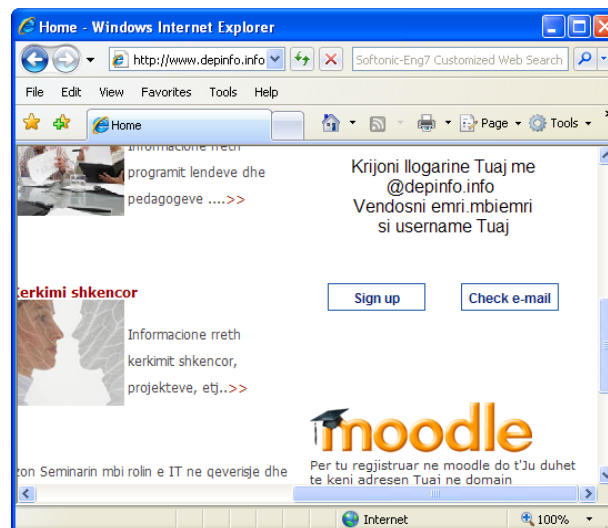 Home - Windows Internet Explorer
http://www.depinfo.info
Softonic-Eng7 Customized Web Search
File Edit View Favorites Tools Help
Home
Page Tools
Informacione rreth
programit lendeve dhe
pedagogeve ....>>
Krijoni llogarine Tuaj me
@depinfo.info
Vendosni emri.mbiemri
si username Tuaj
Kerkimi shkencor
Sign up
Check e-mail
Informacione rreth
kerkimit shkencor,
projekteve, etj..>>
moodle
zon Seminarin mbi rolin e IT ne qeverisje dhe
Per tu regjistruar ne moodle do t'Ju duhet
te keni adresen Tuaj ne domain
Internet
100%